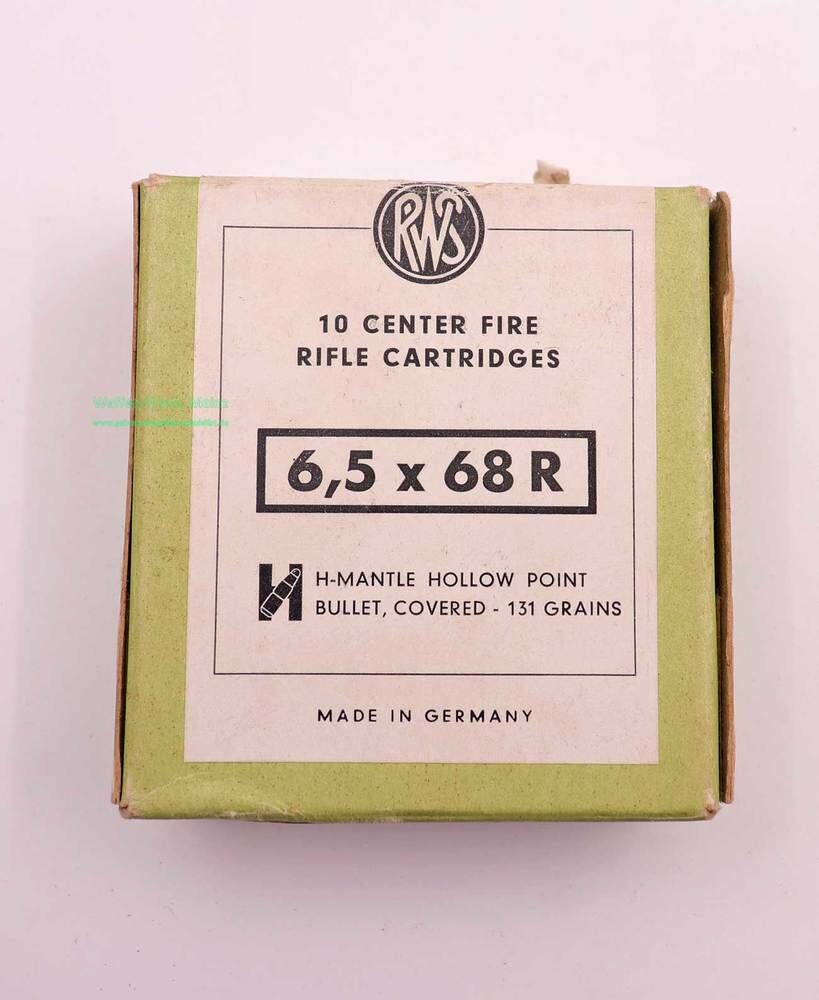 RWS
10 CENTER FIRE
RIFLE CARTRIDGES
6,5 x 68 R
H
H-MANTLE HOLLOW POINT
BULLET, COVERED - 131 GRAINS
MADE IN GERMANY